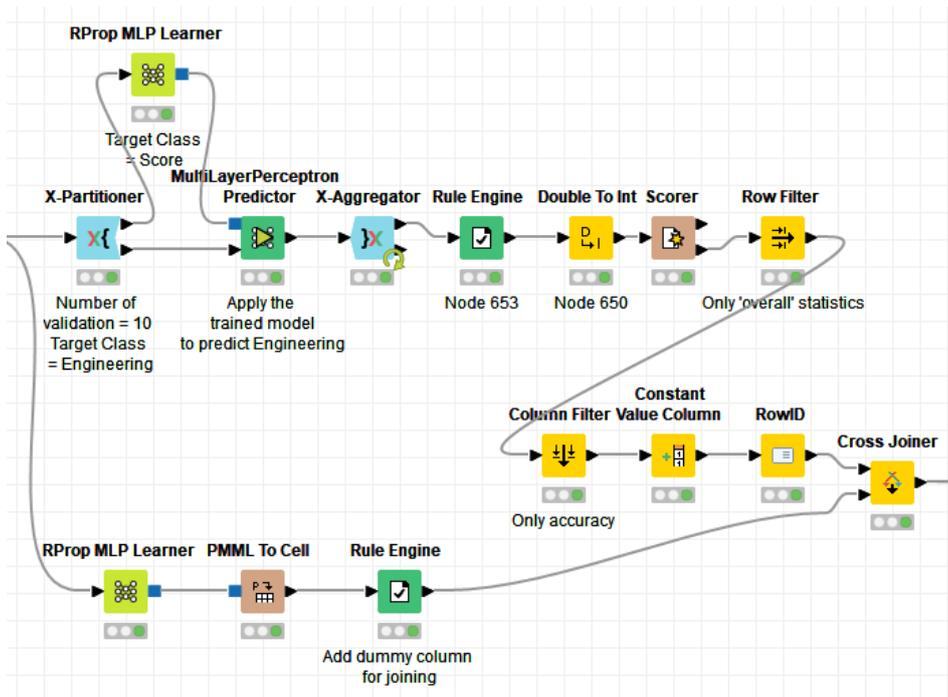 RProp MLP Learner
Target Class
= Score
X-Partitioner
Number of
validation = 10
Target Class
= Engineering
MultiLayerPerceptron
Predictor
Apply the
trained model
to predict Engineering
X-Aggregator
Rule Engine
Node 653
Double To Int
Node 650
Scorer
Row Filter
Only 'overall' statistics
Column Filter
Only accuracy
Constant
Value Column
RowID
Cross Joiner
RProp MLP Learner
PMML To Cell
Rule Engine
Add dummy column
for joining